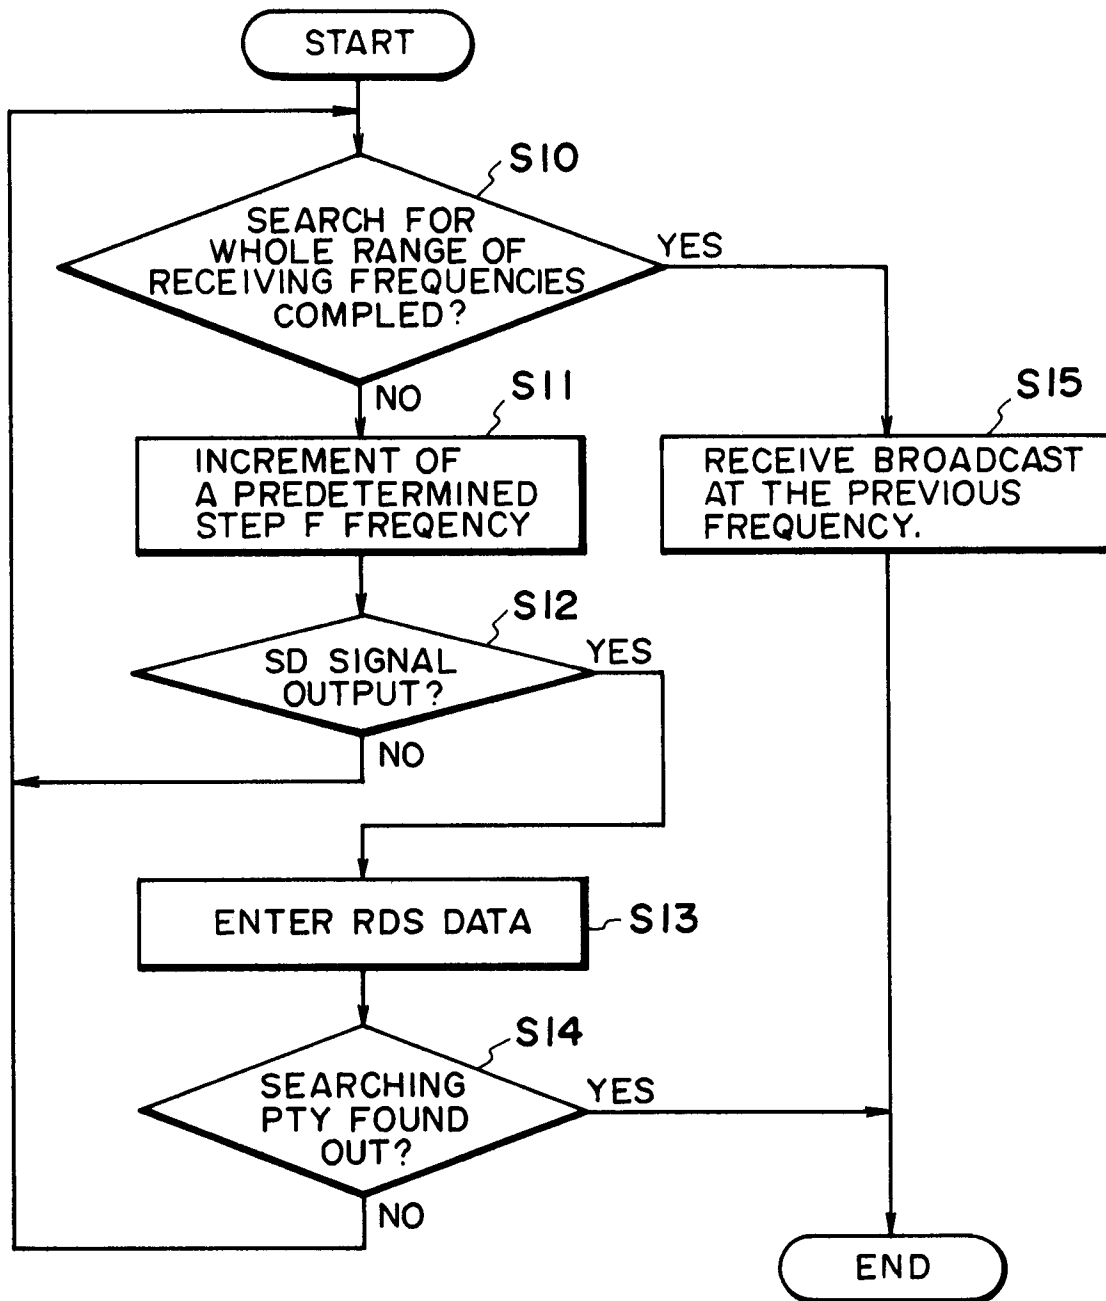 START
S10
SEARCH FOR
WHOLE RANGE OF
RECEIVING FREQUENCIES
COMPLED?
YES
NO
S11
INCREMENT OF
A PREDETERMINED
STEP F FREQENCY
S15
RECEIVE BROADCAST
AT THE PREVIOUS
FREQUENCY.
S12
SD SIGNAL
OUTPUT?
YES
NO
ENTER RDS DATA
S13
S14
SEARCHING
PTY FOUND
OUT?
YES
NO
END